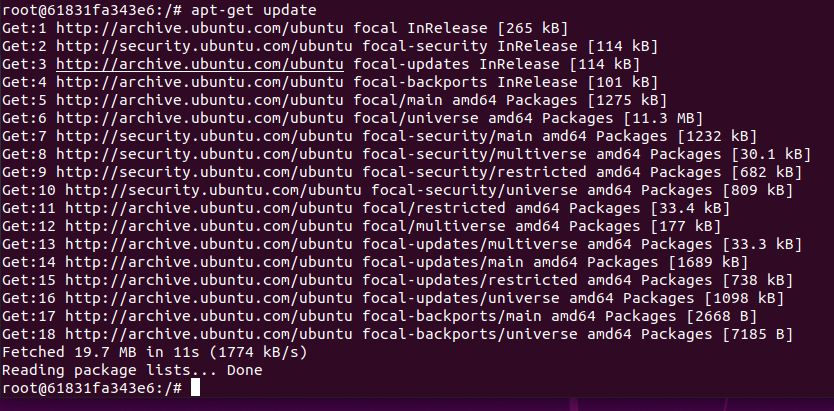 root@61831fa343e6:/# apt-get update
Get:1 http://archive.ubuntu.com/ubuntu focal InRelease [265 kB]
Get:2 http://security.ubuntu.com/ubuntu focal-security InRelease [114 kB]
Get:3 http://archive.ubuntu.com/ubuntu focal-updates InRelease [114 kB]
Get:4 http://archive.ubuntu.com/ubuntu focal-backports InRelease [101 kB]
Get:5 http://archive.ubuntu.com/ubuntu focal/main amd64 Packages [1275 kB]
Get:6 http://archive.ubuntu.com/ubuntu focal/universe amd64 Packages [11.3 MB]
Get:7 http://security.ubuntu.com/ubuntu focal-security/main amd64 Packages [1232 kB]
Get:8 http://security.ubuntu.com/ubuntu focal-security/multiverse amd64 Packages [30.1 kB]
Get:9 http://security.ubuntu.com/ubuntu focal-security/restricted amd64 Packages [682 kB]
Get:10 http://security.ubuntu.com/ubuntu focal-security/universe amd64 Packages [809 kB]
Get:11 http://archive.ubuntu.com/ubuntu focal/restricted amd64 Packages [33.4 kB]
Get:12 http://archive.ubuntu.com/ubuntu focal/multiverse amd64 Packages [177 kB]
Get:13 http://archive.ubuntu.com/ubuntu focal-updates/multiverse amd64 Packages [33.3 kB]
Get:14 http://archive.ubuntu.com/ubuntu focal-updates/main amd64 Packages [1689 kB]
Get:15 http://archive.ubuntu.com/ubuntu focal-updates/restricted amd64 Packages [738 kB]
Get:16 http://archive.ubuntu.com/ubuntu focal-updates/universe amd64 Packages [1098 kB]
Get:17 http://archive.ubuntu.com/ubuntu focal-backports/main amd64 Packages [2668 B]
Get:18 http://archive.ubuntu.com/ubuntu focal-backports/universe amd64 Packages [7185 B]
Fetched 19.7 MB in 11s (1774 kB/s)
Reading package lists... Done
root@61831fa343e6:/#